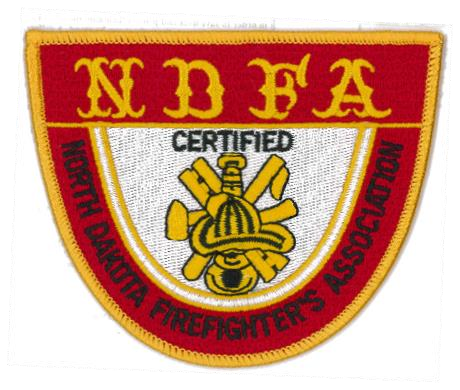 NDFA
CERTIFIED
NORTH DAKOTA FIREFIGHTER'S ASSOCIATION